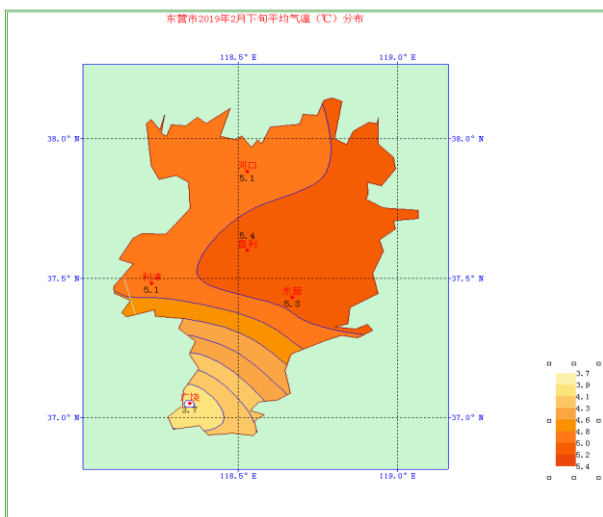 东营市2019年2月下旬平均气温（℃）分布
118.5° E
119.0° E
38.0° N
38.0° N
河口
5.1
5.4
垦利
37.5° N
37.5° N
利津
5.1
东营
5.3
广饶
3.7
37.0° N
37.0° N
118.5° E
119.0° E
3.7
3.9
4.1
4.3
4.6
4.8
5.0
5.2
5.4